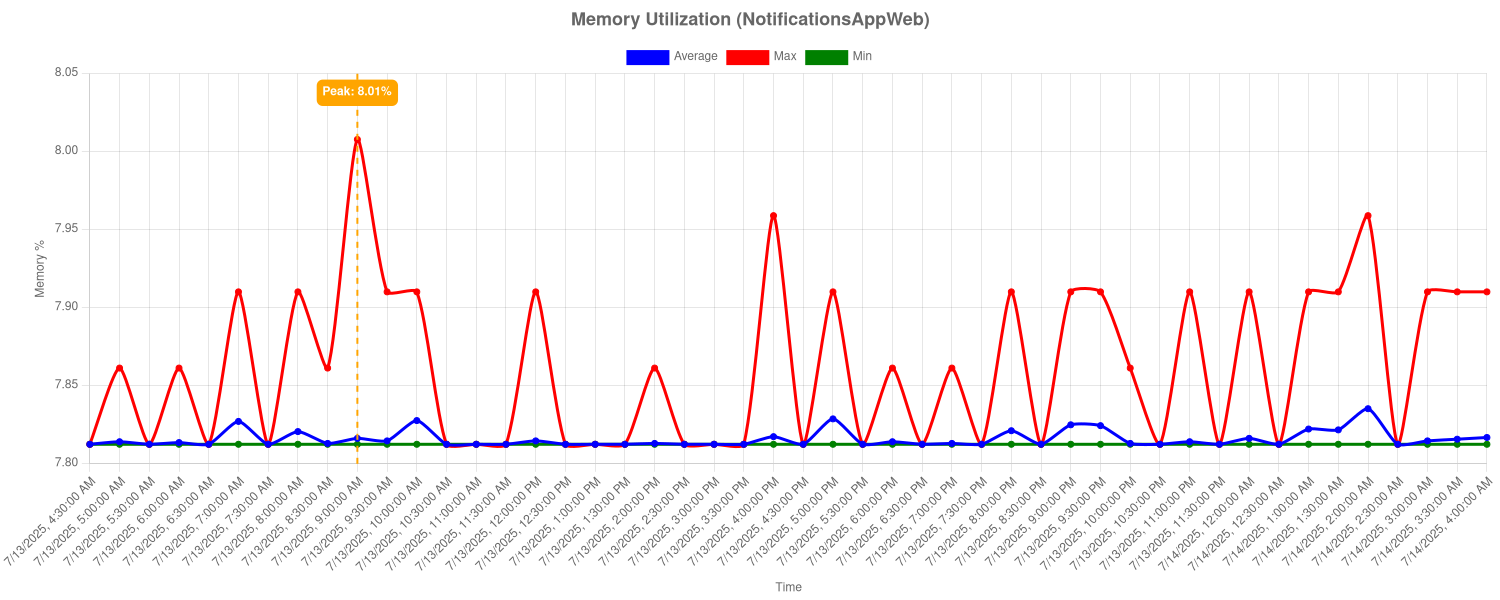 Memory Utilization (NotificationsAppWeb)
Average Max Min
8.05
Peak: 8.01%
8.00
7.95
Memory %
7.90
7.85
7.80
7/13/2025, 4:30:00 AM
7/13/2025, 5:00:00 AM
7/13/2025, 5:30:00 AM
7/13/2025, 6:00:00 AM
7/13/2025, 6:30:00 AM
7/13/2025, 7:00:00 AM
7/13/2025, 7:30:00 AM
7/13/2025, 8:00:00 AM
7/13/2025, 8:30:00 AM
7/13/2025, 9:00:00 AM
7/13/2025, 9:30:00 AM
7/13/2025, 10:00:00 AM
7/13/2025, 10:30:00 AM
7/13/2025, 11:00:00 AM
7/13/2025, 11:30:00 AM
7/13/2025, 12:00:00 PM
7/13/2025, 12:30:00 PM
7/13/2025, 1:00:00 PM
7/13/2025, 1:30:00 PM
7/13/2025, 2:00:00 PM
7/13/2025, 2:30:00 PM
7/13/2025, 3:00:00 PM
7/13/2025, 3:30:00 PM
7/13/2025, 4:00:00 PM
7/13/2025, 4:30:00 PM
7/13/2025, 5:00:00 PM
7/13/2025, 5:30:00 PM
7/13/2025, 6:00:00 PM
7/13/2025, 6:30:00 PM
7/13/2025, 7:00:00 PM
7/13/2025, 7:30:00 PM
7/13/2025, 8:00:00 PM
7/13/2025, 8:30:00 PM
7/13/2025, 9:00:00 PM
7/13/2025, 9:30:00 PM
7/13/2025, 10:00:00 PM
7/13/2025, 10:30:00 PM
7/13/2025, 11:00:00 PM
7/13/2025, 11:30:00 PM
7/14/2025, 12:00:00 AM
7/14/2025, 12:30:00 AM
7/14/2025, 1:00:00 AM
7/14/2025, 1:30:00 AM
7/14/2025, 2:00:00 AM
7/14/2025, 2:30:00 AM
7/14/2025, 3:00:00 AM
7/14/2025, 3:30:00 AM
7/14/2025, 4:00:00 AM
Time